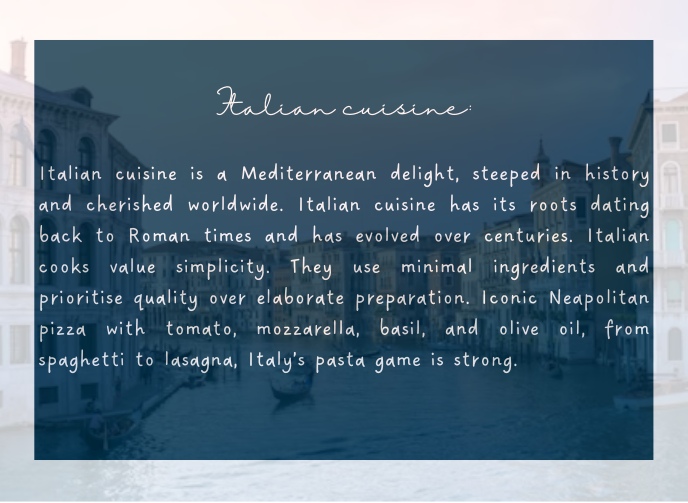 Italian cuisine:
Italian cuisine is a Mediterranean delight, steeped in history
and cherished worldwide. Italian cuisine has its roots dating
back to Roman times and has evolved over centuries. Italian
cooks value simplicity. They use minimal ingredients and
prioritise quality over elaborate preparation. Iconic Neapolitan
pizza with tomato, mozzarella, basil, and olive oil, from
spaghetti to lasagna, Italy's pasta game is strong.